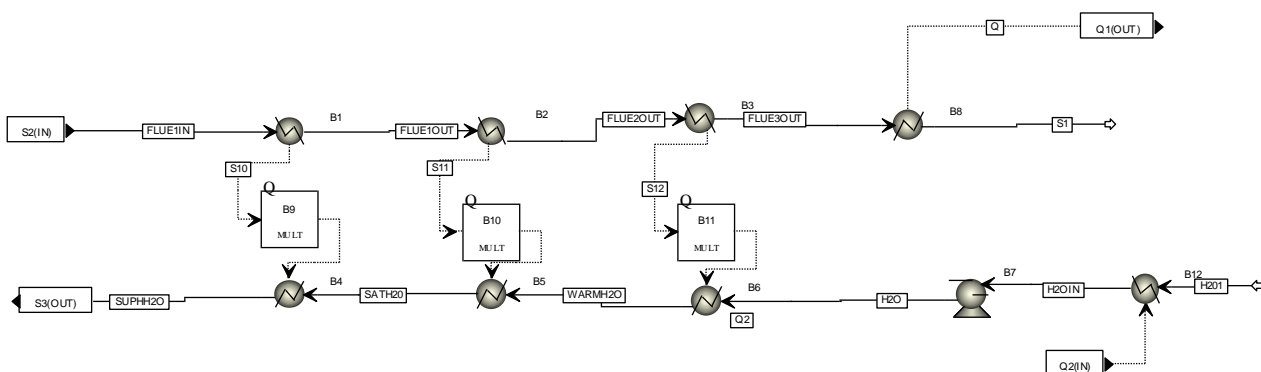 Q
Q1(OUT)
S2(IN)
FLUE1IN
B1
FLUE1OUT
B2
FLUE2OUT
B3
FLUE3OUT
B8
S1
S10
S11
S12
Q
B9
MULT
Q
B10
MULT
Q
B11
MULT
S3(OUT)
SUPHH2O
B4
SATH20
B5
WARMH2O
B6
Q2
H2O
B7
H2OIN
B12
H201
Q2(IN)